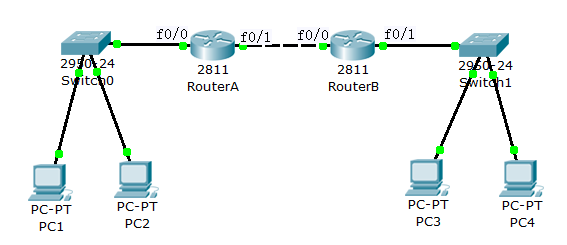 f0/0
f0/1
f0/0
f0/1
2950-24
Switch0
2811
RouterA
2811
RouterB
2950-24
Switch1
PC-PT
PC1
PC-PT
PC2
PC-PT
PC3
PC-PT
PC4